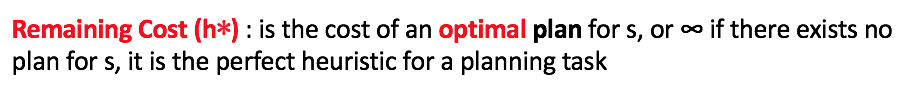 Remaining Cost (h*) : is the cost of an optimal plan for s, or ∞ if there exists no
plan for s, it is the perfect heuristic for a planning task